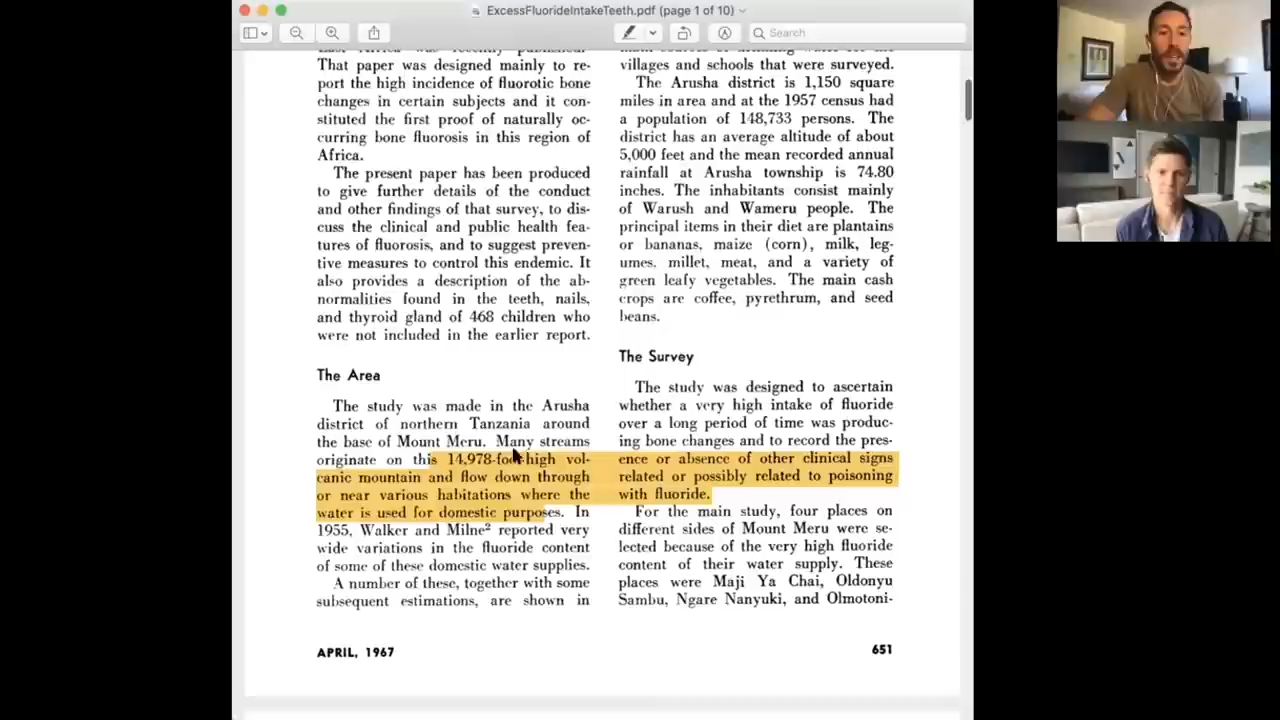 ExcessFluorideIntakeTeeth.pdf (page 1 of 10)
Search
East Africa was recently published.
That paper was designed mainly to re-
port the high incidence of fluorotic bone
changes in certain subjects and it con-
stituted the first proof of naturally oc-
curring bone fluorosis in this region of
Africa.
The present paper has been produced
to give further details of the conduct
and other findings of that survey, to dis-
cuss the clinical and public health fea-
tures of fluorosis, and to suggest preven-
tive measures to control this endemic. It
also provides a description of the ab-
normalities found in the teeth, nails,
and thyroid gland of 468 children who
were not included in the earlier report.
The Area
The study was made in the Arusha
district of northern Tanzania around
the base of Mount Meru. Many streams
originate on this 14,978-foot-high vol-
canic mountain and flow down through
or near various habitations where the
water is used for domestic purposes. In
1955, Walker and Milne² reported very
wide variations in the fluoride content
of some of these domestic water supplies.
A number of these, together with some
subsequent estimations, are shown in
villages and schools that were surveyed.
The Arusha district is 1,150 square
miles in area and at the 1957 census had
a population of 148,733 persons. The
district has an average altitude of about
5,000 feet and the mean recorded annual
rainfall at Arusha township is 74.80
inches. The inhabitants consist mainly
of Warush and Wameru people. The
principal items in their diet are plantains
or bananas, maize (corn), milk, leg-
umes, millet, meat, and a variety of
green leafy vegetables. The main cash
crops are coffee, pyrethrum, and seed
beans.
The Survey
The study was designed to ascertain
whether a very high intake of fluoride
over a long period of time was produc-
ing bone changes and to record the pres-
ence or absence of other clinical signs
related or possibly related to poisoning
with fluoride.
For the main study, four places on
different sides of Mount Meru were se-
lected because of the very high fluoride
content of their water supply. These
places were Maji Ya Chai, Oldonyu
Sambu, Ngare Nanyuki, and Olmotoni-
APRIL, 1967
651